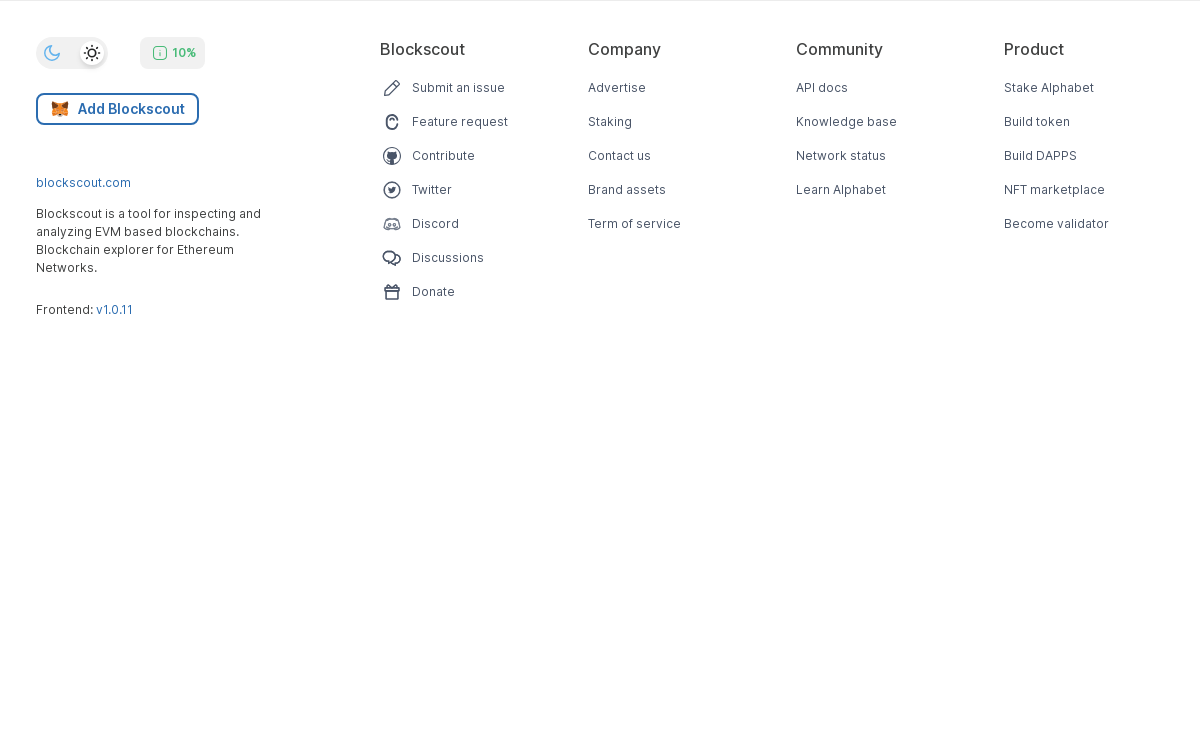 10%
Add Blockscout
blockscout.com
Blockscout is a tool for inspecting and
analyzing EVM based blockchains.
Blockchain explorer for Ethereum
Networks.
Frontend: v1.0.11
Blockscout
Submit an issue
Feature request
Contribute
Twitter
Discord
Discussions
Donate
Company
Advertise
Staking
Contact us
Brand assets
Term of service
Community
API docs
Knowledge base
Network status
Learn Alphabet
Product
Stake Alphabet
Build token
Build DAPPS
NFT marketplace
Become validator